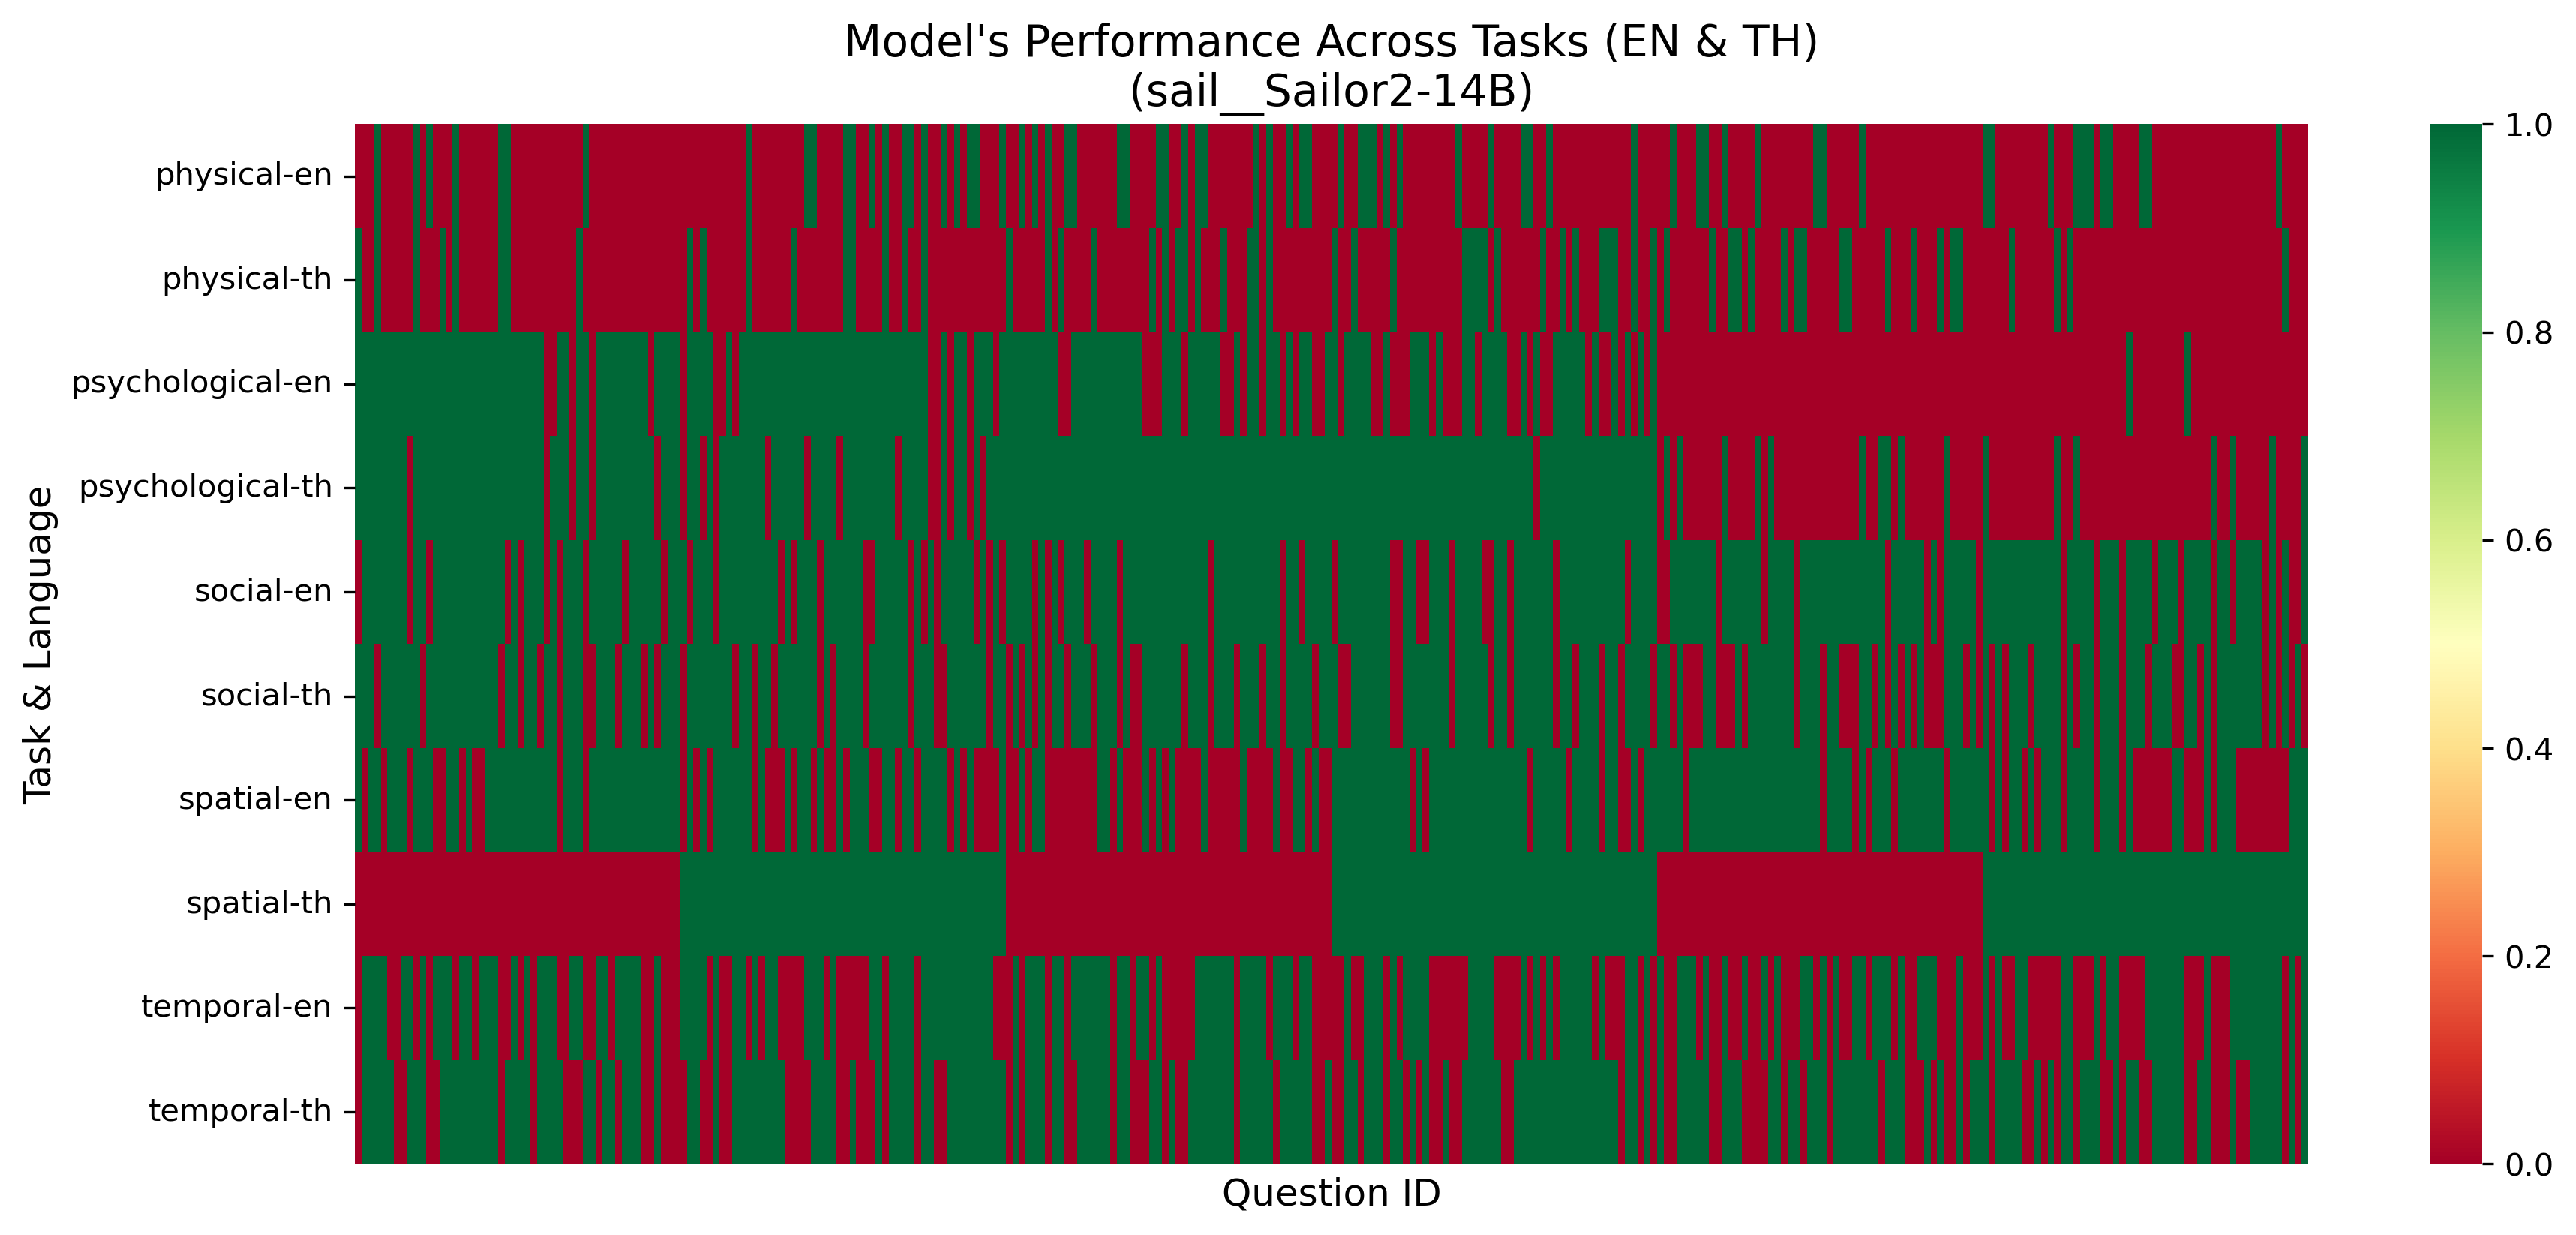 Model's Performance Across Tasks (EN & TH)
(sail__Sailor2-14B)
Task & Language
physical-en
physical-th
psychological-en
psychological-th
social-en
social-th
spatial-en
spatial-th
temporal-en
temporal-th
Question ID
1.0
0.8
0.6
0.4
0.2
0.0